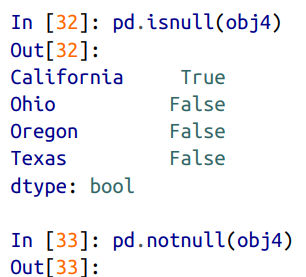 In [32]: pd.isnull(obj4)
Out[32]:
California     True
Ohio          False
Oregon        False
Texas         False
dtype: bool
In [33]: pd.notnull(obj4)
Out[33]: